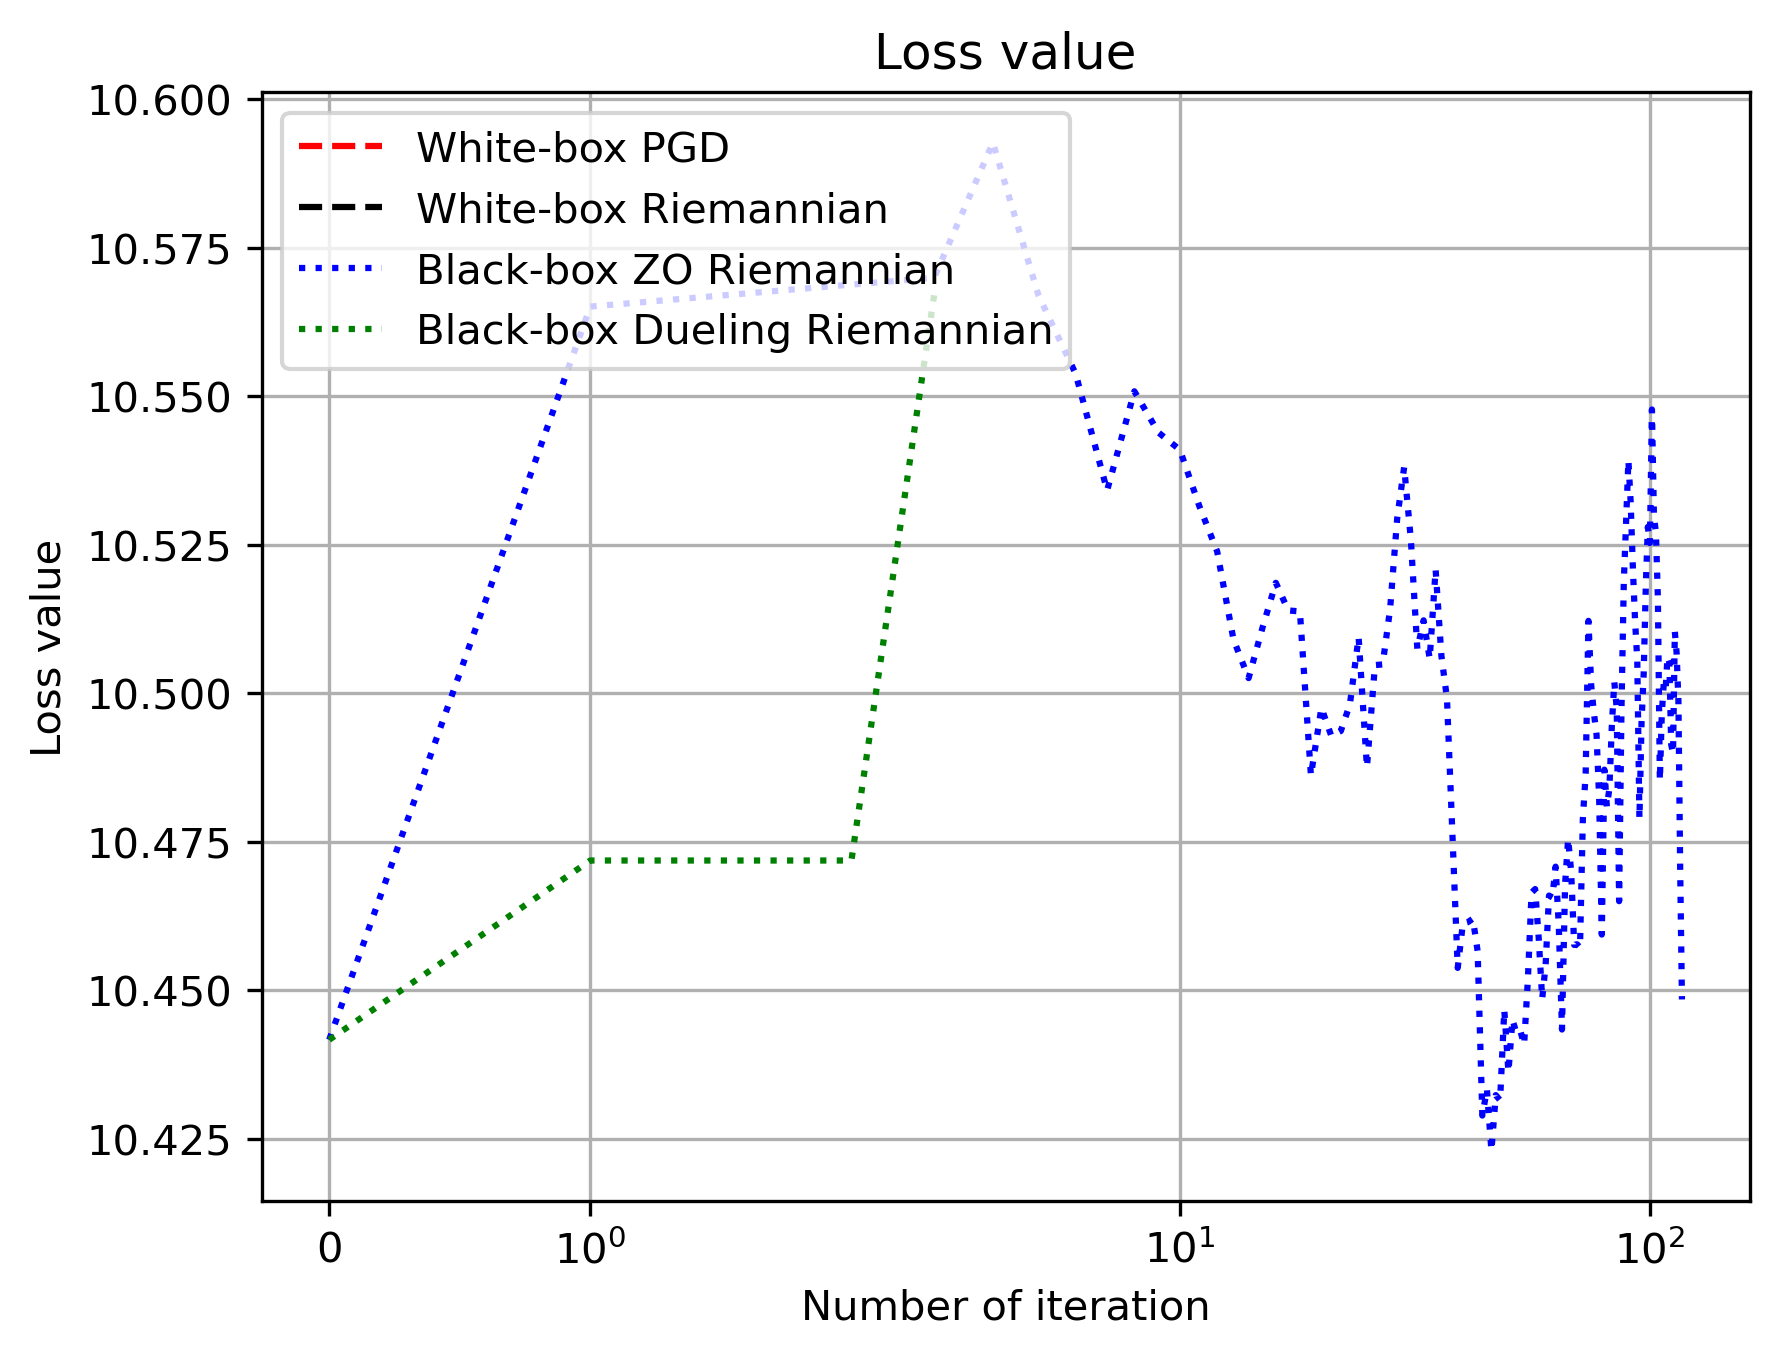 Loss value
10.600
10.575
10.550
10.525
10.500
10.475
10.450
10.425
Loss value
White-box PGD
White-box Riemannian
Black-box ZO Riemannian
Black-box Dueling Riemannian
0
10⁰
10¹
10²
Number of iteration